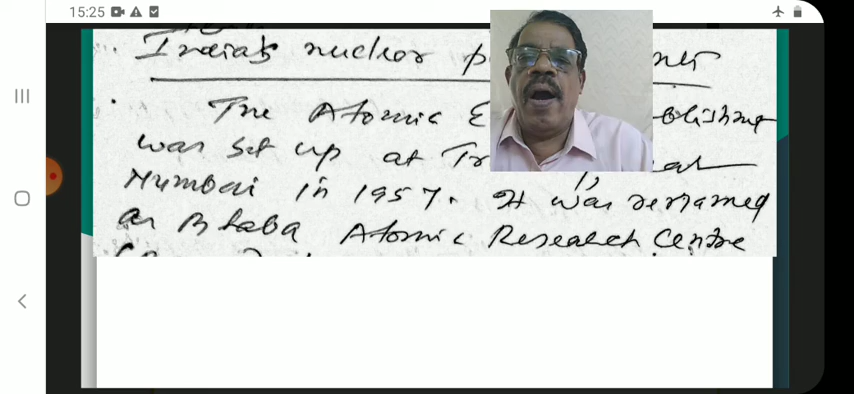 15:25
India's nuclear
The Atomic E
was set up at Tr
Mumbai in 1957. It was renamed
as Bhaba Atomic Research Centre